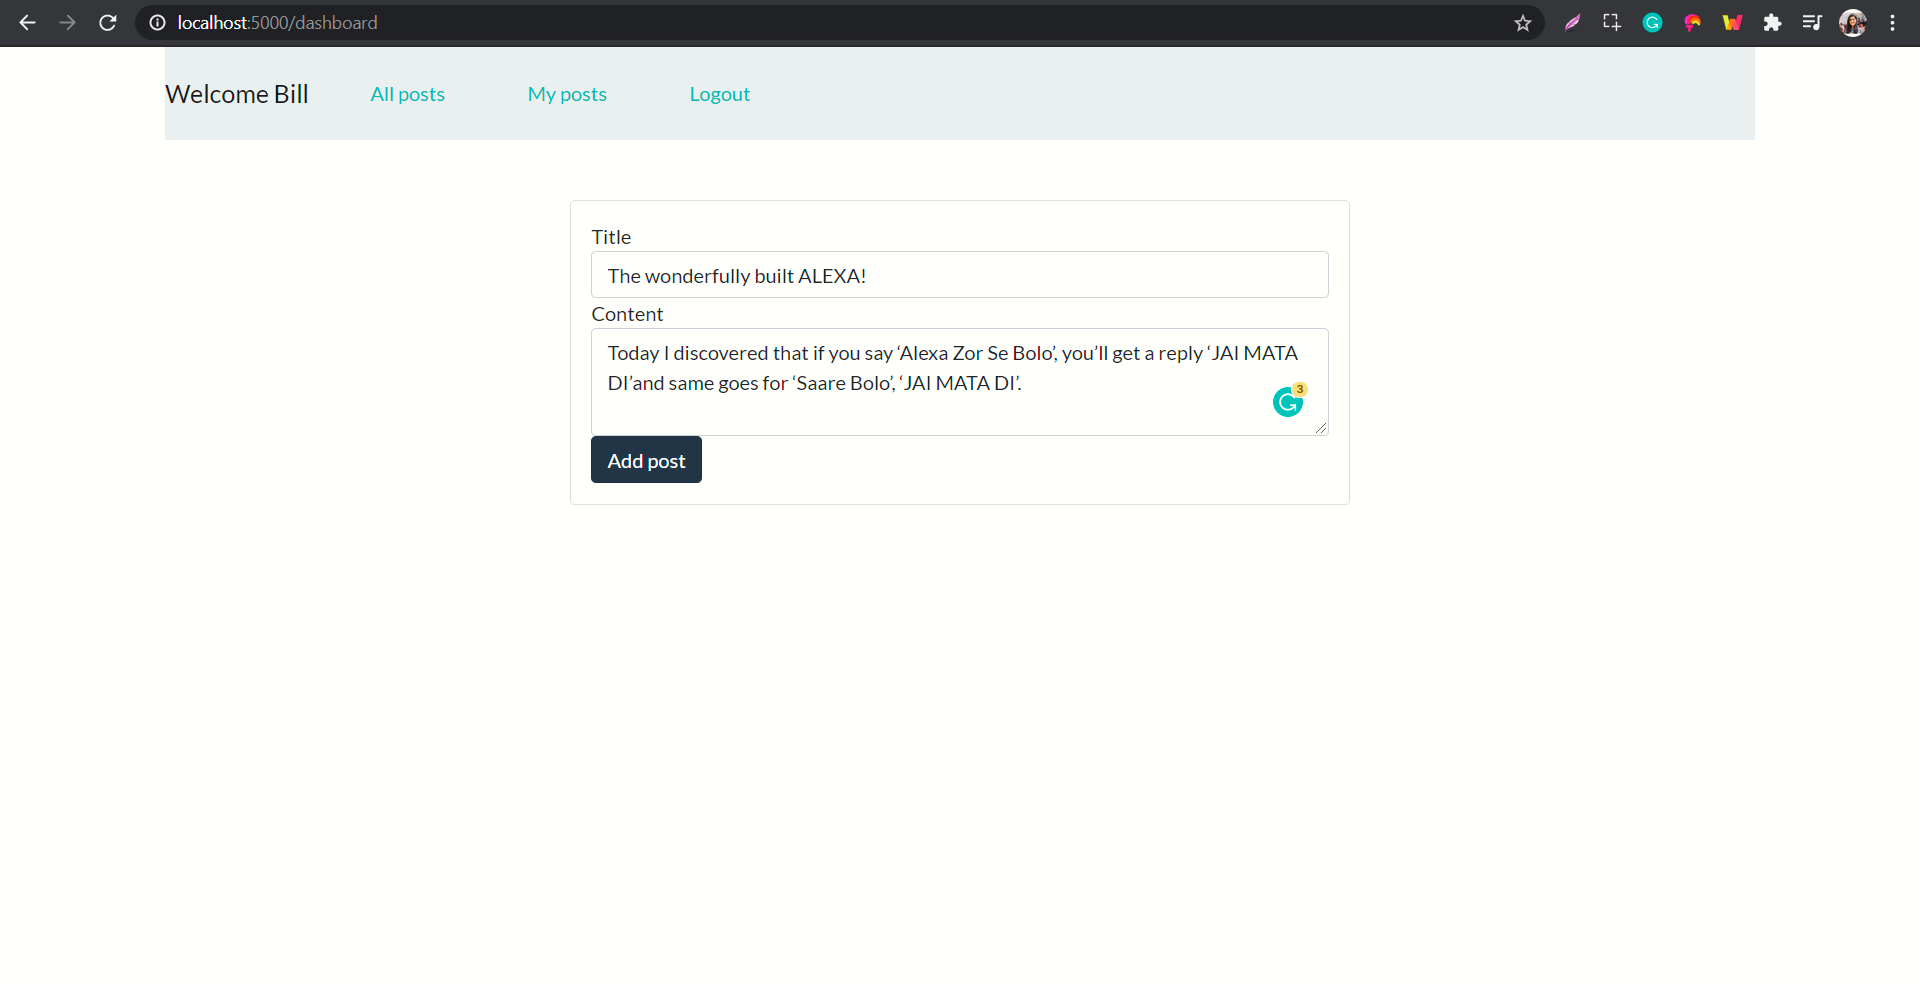 localhost:5000/dashboard
Welcome Bill All posts My posts Logout
Title
The wonderfully built ALEXA!
Content
Today I discovered that if you say ‘Alexa Zor Se Bolo’, you’ll get a reply ‘JAI MATA
DI’and same goes for ‘Saare Bolo’, ‘JAI MATA DI’.
3
Add post